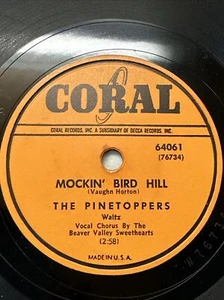 CORAL
CORAL RECORDS, INC. A SUBSIDIARY OF DECCA RECORDS, INC.
64061
(76734)
MOCKIN' BIRD HILL
(Vaughn Horton)
THE PINETOPPERS
Waltz
Vocal Chorus By The
Beaver Valley Sweethearts
(2:58)
MADE IN U.S.A.